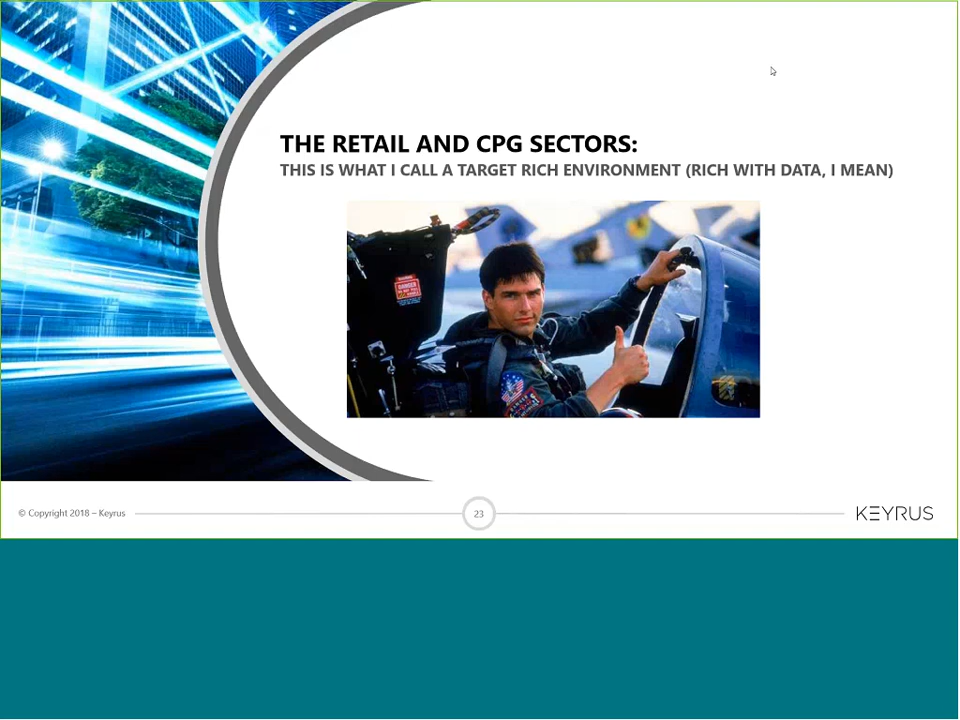 THE RETAIL AND CPG SECTORS:
THIS IS WHAT I CALL A TARGET RICH ENVIRONMENT (RICH WITH DATA, I MEAN)
DANGER
© Copyright 2018 – Keyrus
23
KEYRUS